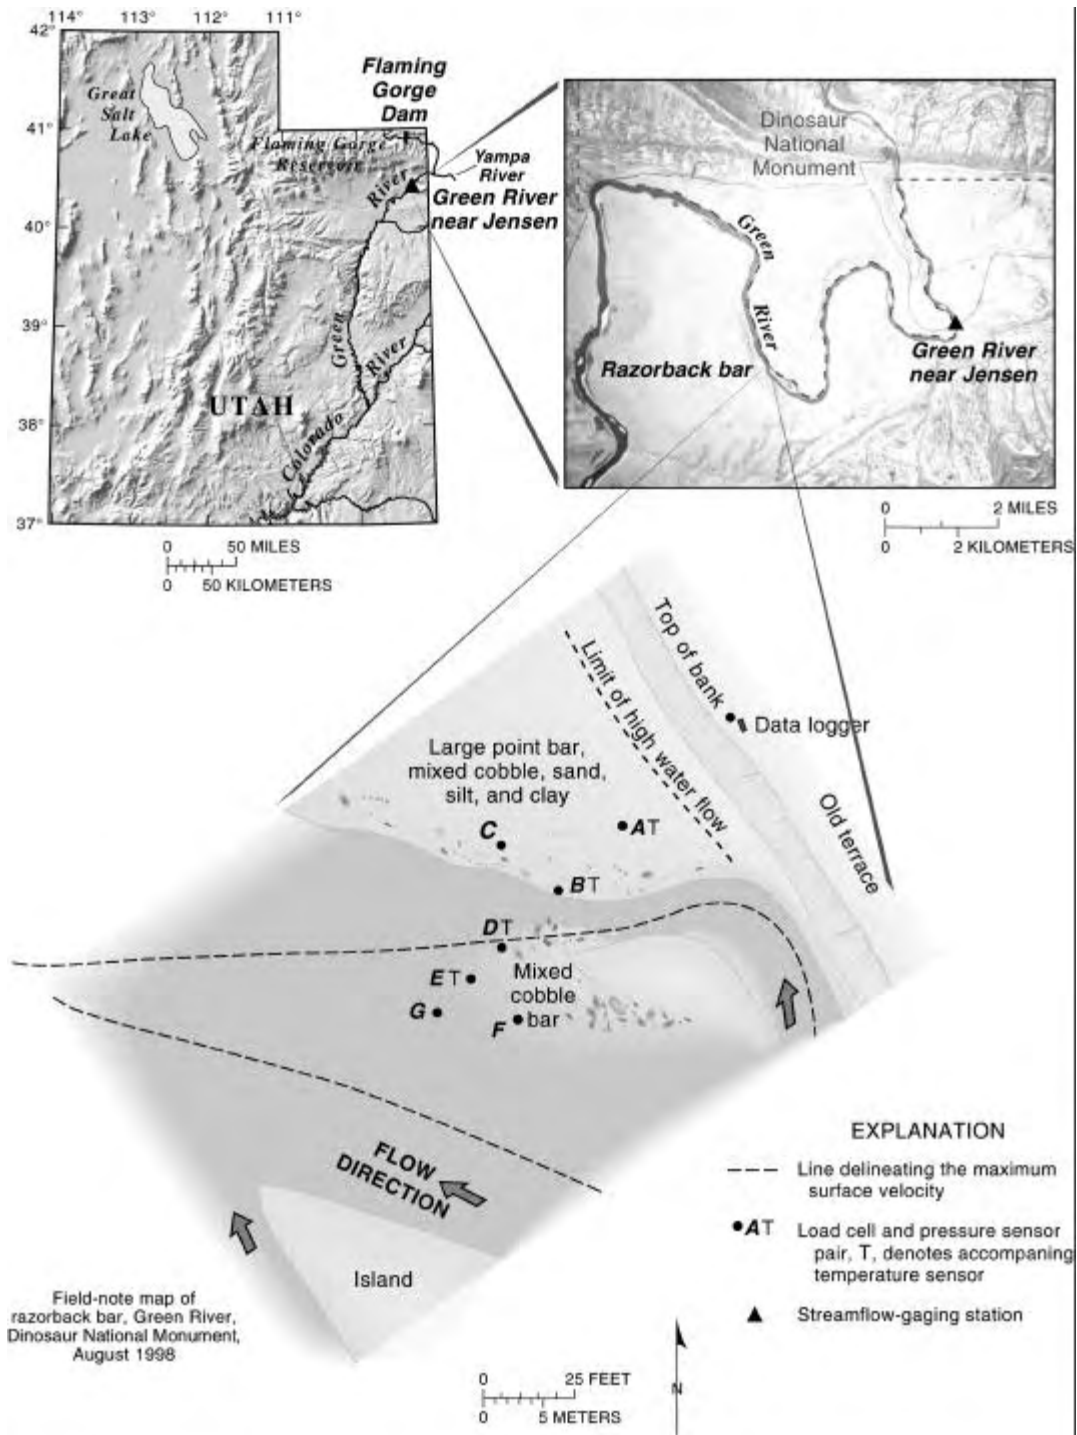 114° 113° 112° 111°
42°
41°
40°
39°
38°
37°
Great
Salt
Lake
Flaming
Gorge
Dam
Flaming Gorge
Reservoir
Yampa
River
River
Green River
near Jensen
Green
River
UTAH
Colorado
0 50 MILES
0 50 KILOMETERS
Dinosaur
National
Monument
Green
River
Razorback bar
Green River
near Jensen
0 2 MILES
0 2 KILOMETERS
Top of bank
Data logger
Limit of high water flow
Old terrace
Large point bar,
mixed cobble, sand,
silt, and clay
C
AT
BT
DT
ET
G
F
Mixed
cobble
bar
FLOW
DIRECTION
Island
Field-note map of
razorback bar, Green River,
Dinosaur National Monument,
August 1998
EXPLANATION
Line delineating the maximum
surface velocity
AT Load cell and pressure sensor
pair, T, denotes accompaning
temperature sensor
Streamflow-gaging station
0 25 FEET
0 5 METERS
N